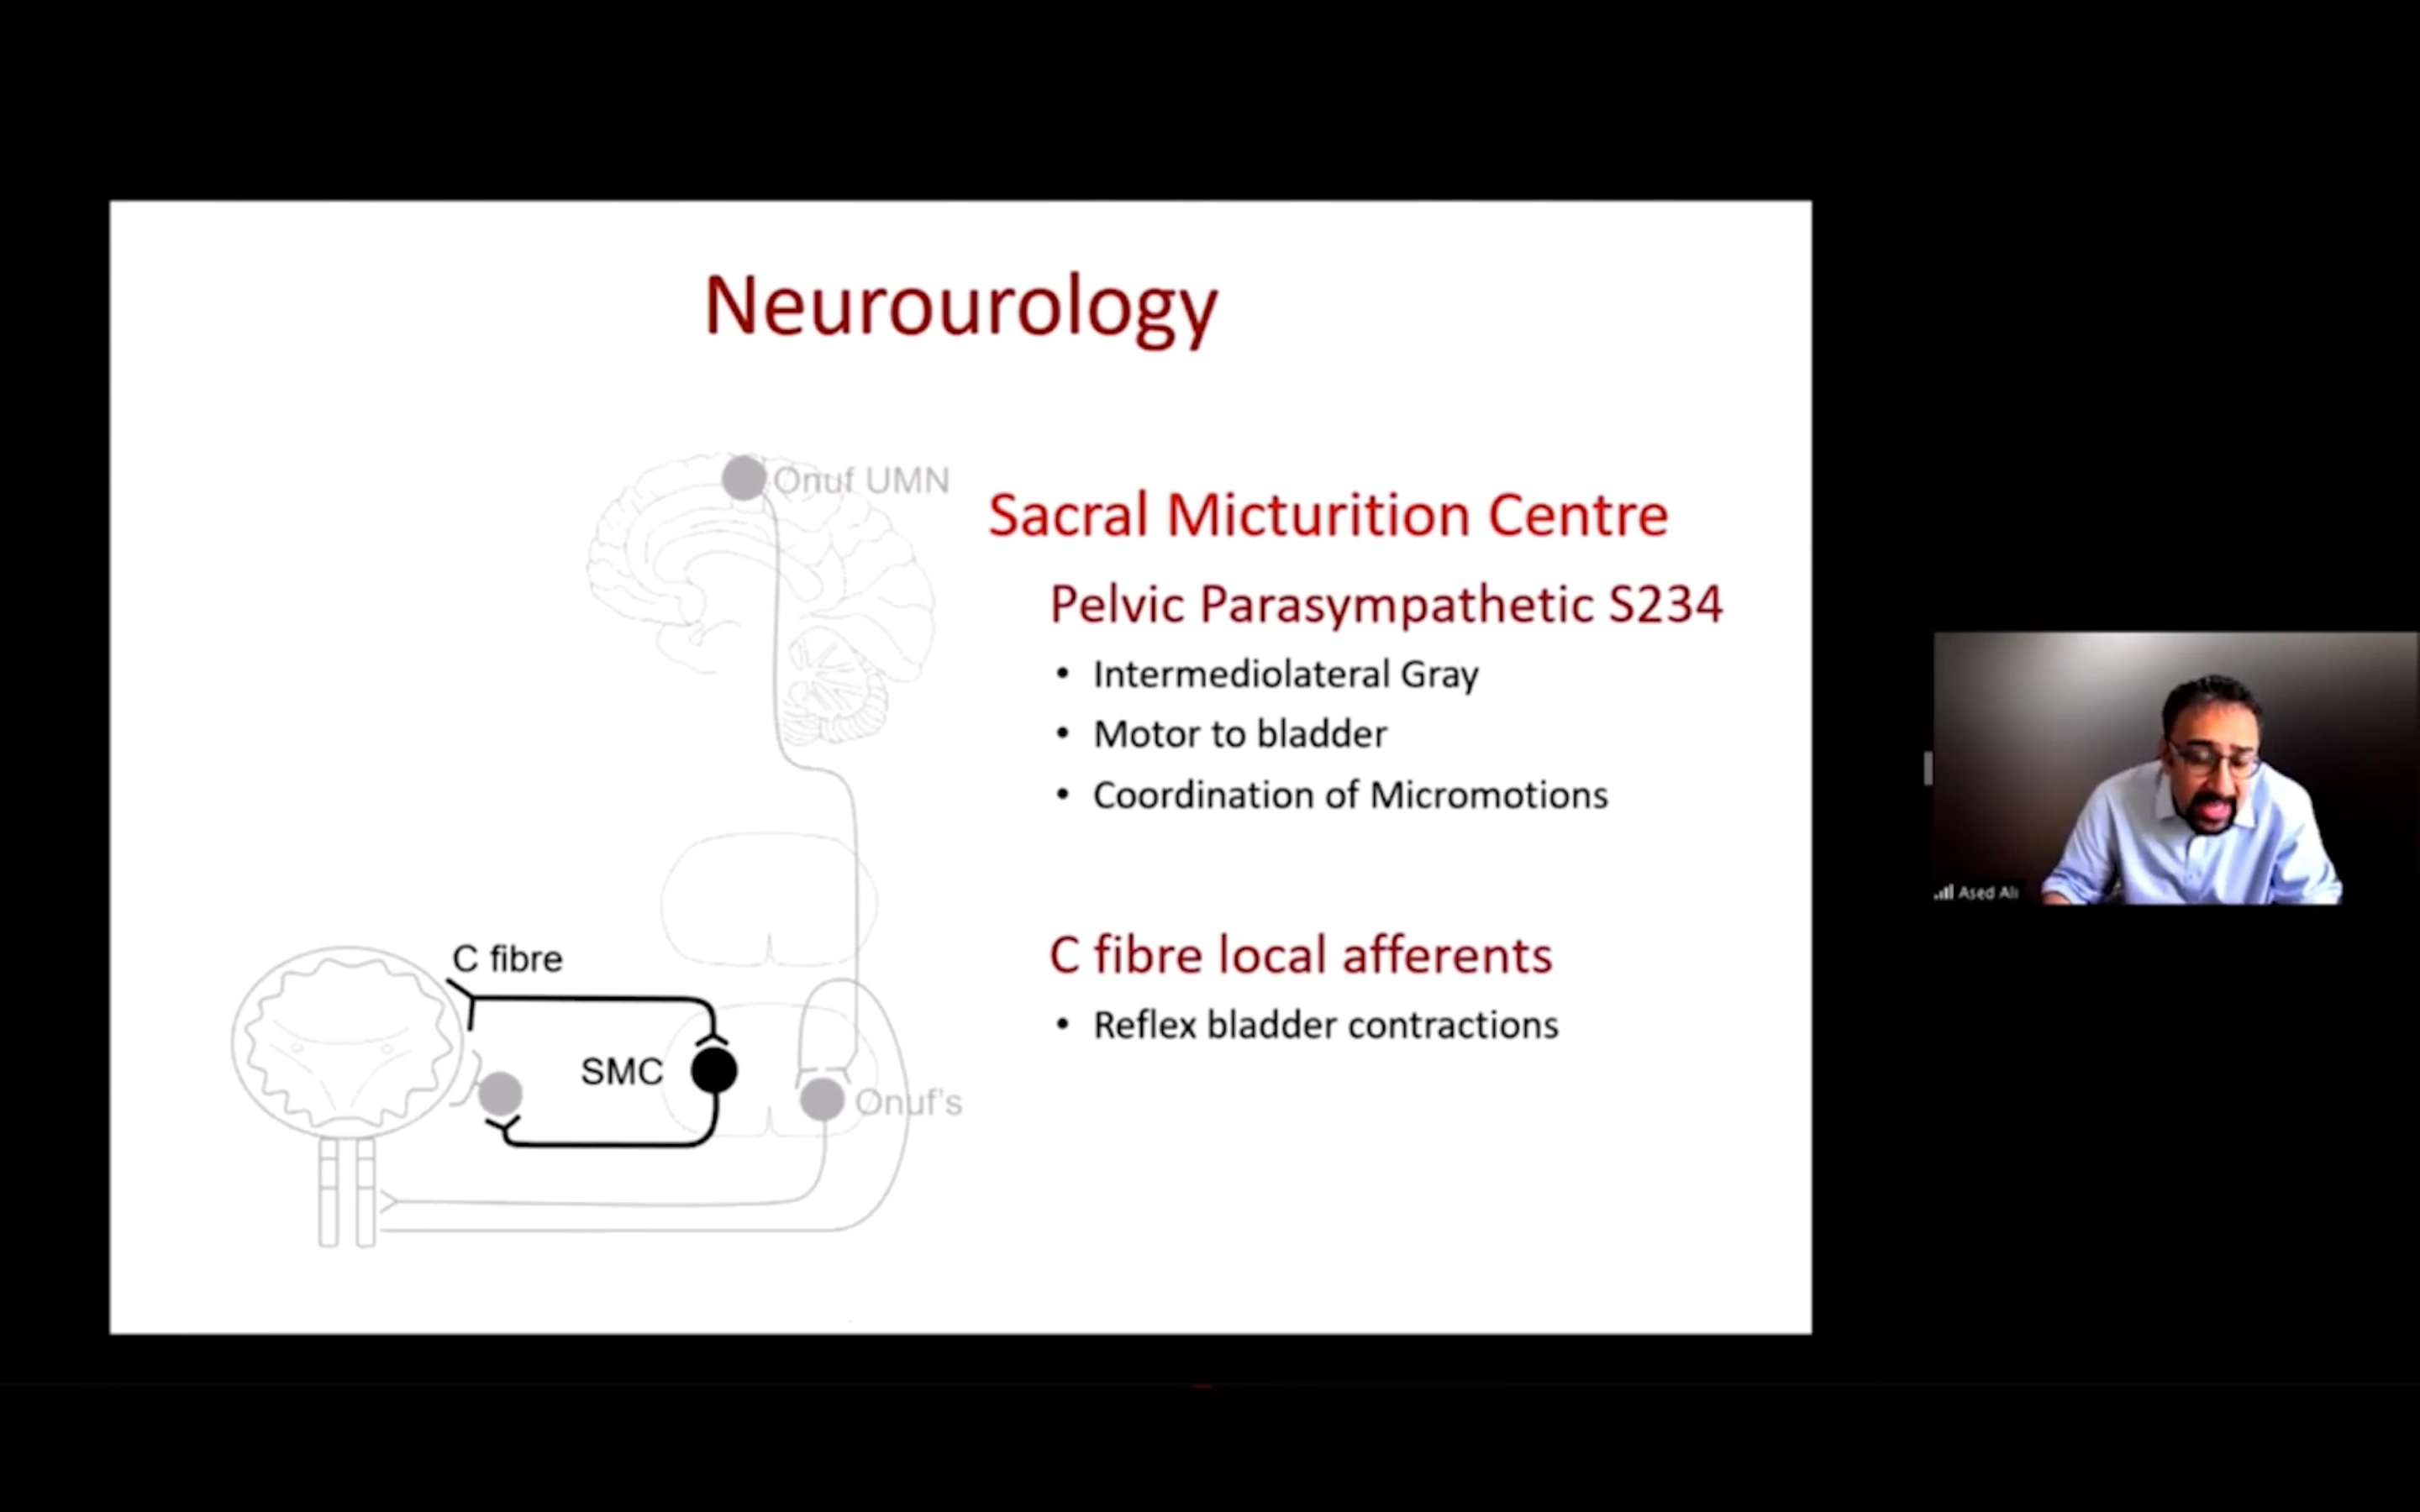 Neurourology
Onuf UMN
Sacral Micturition Centre
Pelvic Parasympathetic S234
• Intermediolateral Gray
• Motor to bladder
• Coordination of Micromotions
Ased Ali
C fibre
C fibre local afferents
• Reflex bladder contractions
SMC
Onuf's